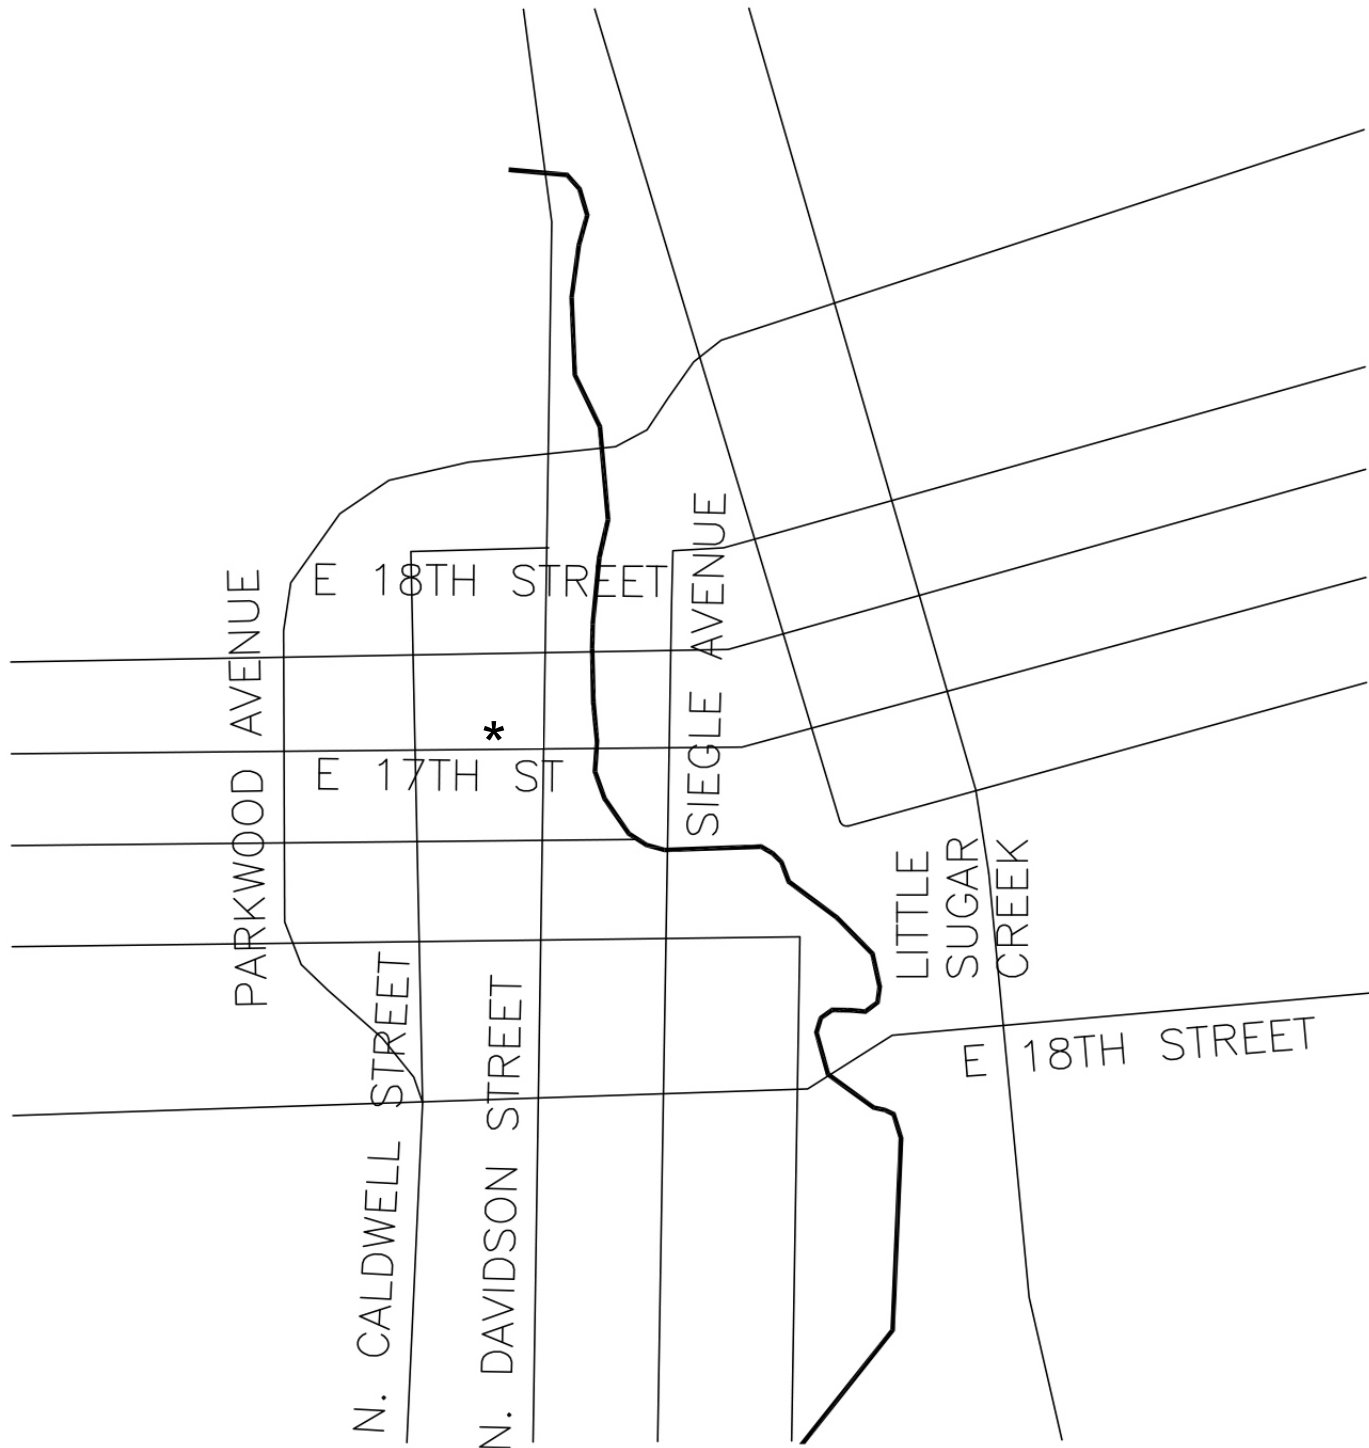 E 18TH STREET
SIEGLE AVENUE
PARKWOOD AVENUE
*
E 17TH ST
LITTLE
SUGAR
CREEK
E 18TH STREET
N. CALDWELL STREET
N. DAVIDSON STREET